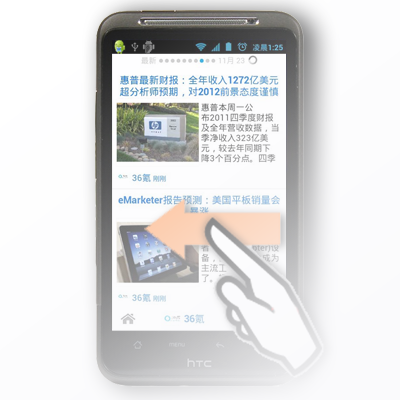 凌晨1:25
最新
11月 23
惠普最新财报：全年收入1272亿美元
超分析师预期，对2012前景态度谨慎
惠普本周一公
布2011四季度财报
及全年营收数据，当
季净收入323亿
美元，较去年同期下
降3个百分点。四季
36氪 刚刚
eMarketer报告预测：美国平板销量会
暴涨
设
备，成为
主流工
了。
36氪 刚刚
36氪
menu
hTC